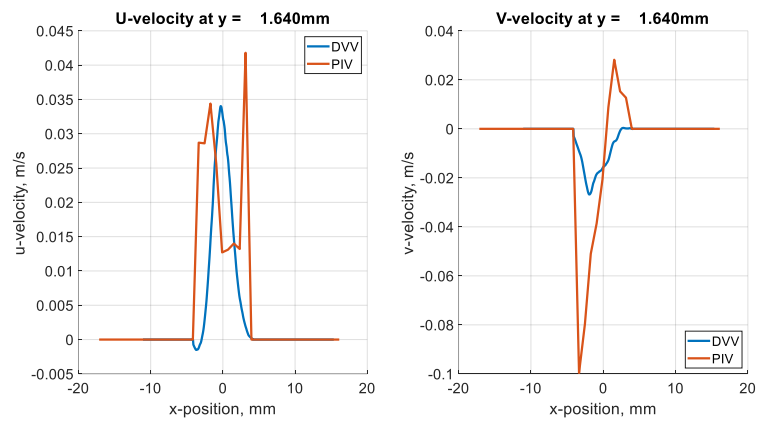 U-velocity at y =    1.640mm
0.045
0.04
0.035
0.03
0.025
0.02
0.015
0.01
0.005
0
-0.005
u-velocity, m/s
-20
-10
0
10
20
x-position, mm
DVV
PIV
V-velocity at y =    1.640mm
0.04
0.02
0
-0.02
-0.04
-0.06
-0.08
-0.1
v-velocity, m/s
-20
-10
0
10
20
x-position, mm
DVV
PIV